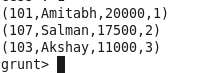 (101,Amitabh,20000,1)
(107,Salman,17500,2)
(103,Akshay,11000,3)
grunt>